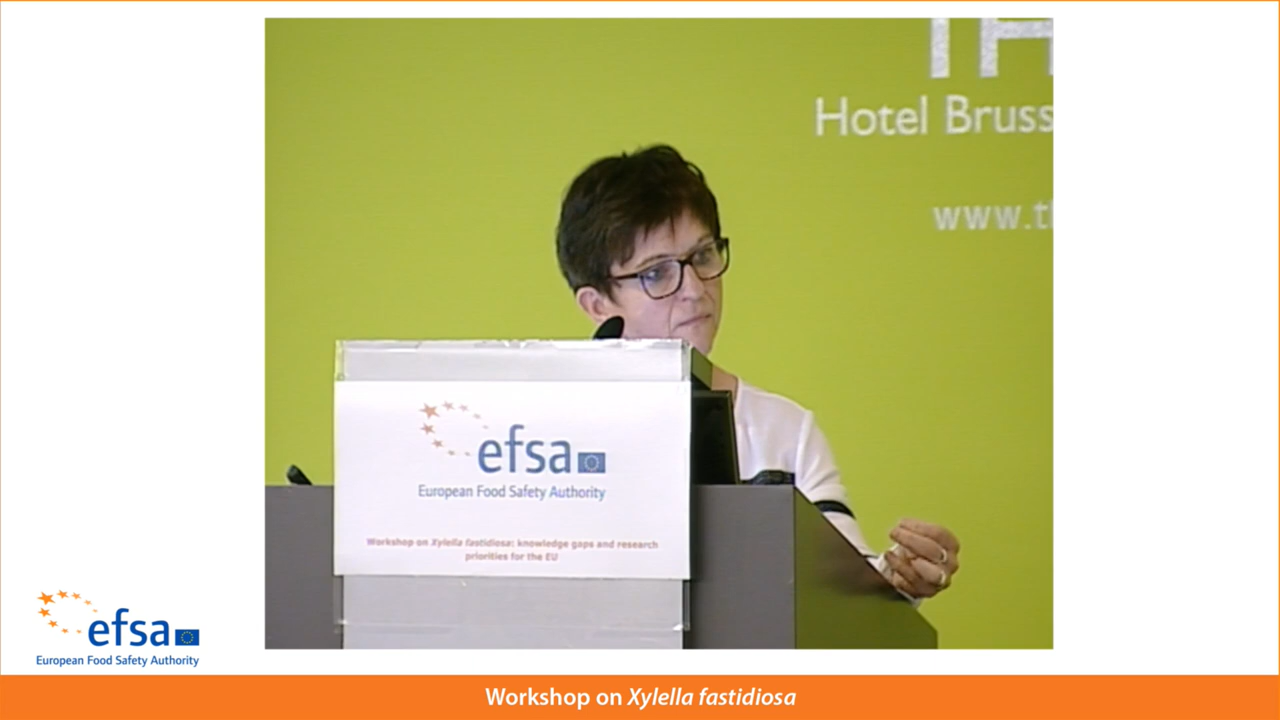 Hotel Bruss
www.t
efsa
European Food Safety Authority
Workshop on Xylella fastidiosa: knowledge gaps and research
priorities for the EU
efsa
European Food Safety Authority
Workshop on Xylella fastidiosa